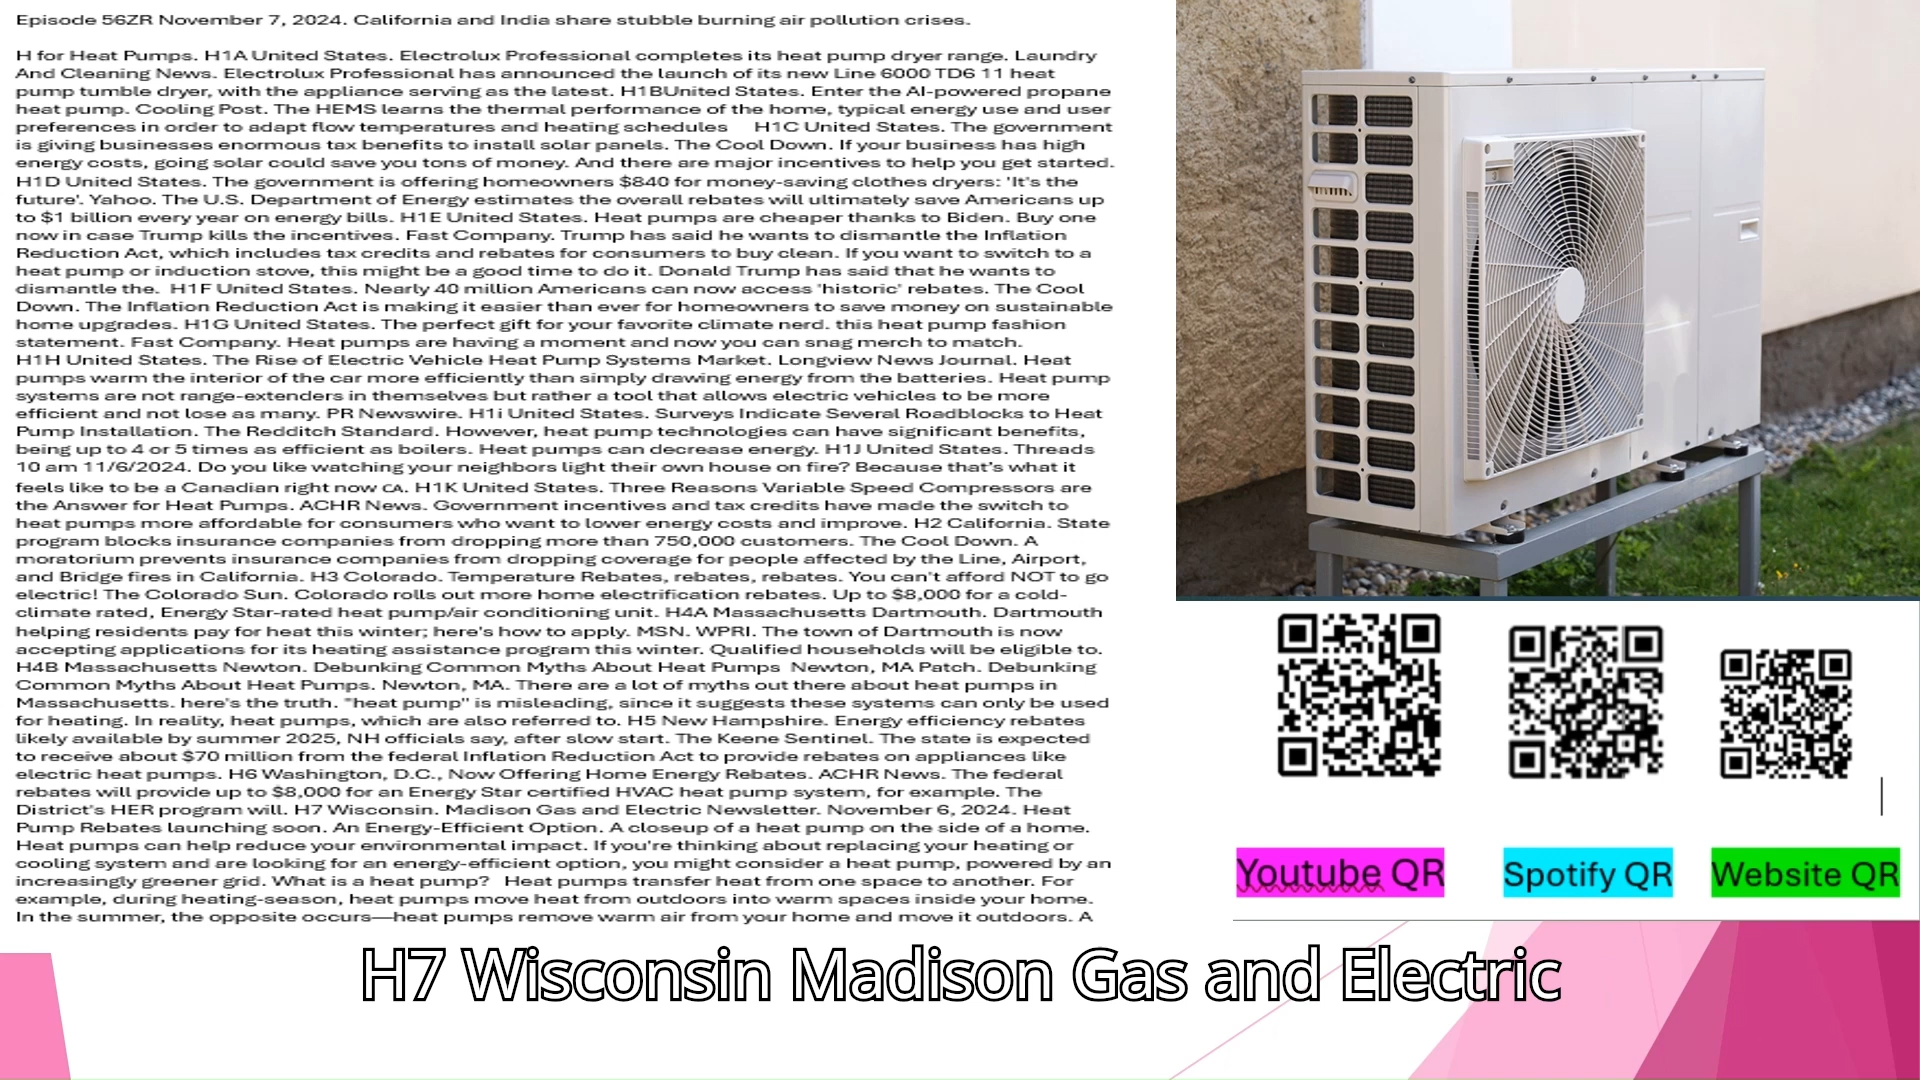 Episode 56ZR November 7, 2024. California and India share stubble burning air pollution crises.
H for Heat Pumps. H1A United States. Electrolux Professional completes its heat pump dryer range. Laundry
And Cleaning News. Electrolux Professional has announced the launch of its new Line 6000 TD6 11 heat
pump tumble dryer, with the appliance serving as the latest. H1BUnited States. Enter the AI-powered propane
heat pump. Cooling Post. The HEMS learns the thermal performance of the home, typical energy use and user
preferences in order to adapt flow temperatures and heating schedules H1C United States. The government
is giving businesses enormous tax benefits to install solar panels. The Cool Down. If your business has high
energy costs, going solar could save you tons of money. And there are major incentives to help you get started.
H1D United States. The government is offering homeowners $840 for money-saving clothes dryers: 'It's the
future'. Yahoo. The U.S. Department of Energy estimates the overall rebates will ultimately save Americans up
to $1 billion every year on energy bills. H1E United States. Heat pumps are cheaper thanks to Biden. Buy one
now in case Trump kills the incentives. Fast Company. Trump has said he wants to dismantle the Inflation
Reduction Act, which includes tax credits and rebates for consumers to buy clean. If you want to switch to a
heat pump or induction stove, this might be a good time to do it. Donald Trump has said that he wants to
dismantle the. H1F United States. Nearly 40 million Americans can now access 'historic' rebates. The Cool
Down. The Inflation Reduction Act is making it easier than ever for homeowners to save money on sustainable
home upgrades. H1G United States. The perfect gift for your favorite climate nerd. this heat pump fashion
statement. Fast Company. Heat pumps are having a moment and now you can snag merch to match.
H1H United States. The Rise of Electric Vehicle Heat Pump Systems Market. Longview News Journal. Heat
pumps warm the interior of the car more efficiently than simply drawing energy from the batteries. Heat pump
systems are not range-extenders in themselves but rather a tool that allows electric vehicles to be more
efficient and not lose as many. PR Newswire. H1i United States. Surveys Indicate Several Roadblocks to Heat
Pump Installation. The Redditch Standard. However, heat pump technologies can have significant benefits,
being up to 4 or 5 times as efficient as boilers. Heat pumps can decrease energy. H1J United States. Threads
10 am 11/6/2024. Do you like watching your neighbors light their own house on fire? Because that's what it
feels like to be a Canadian right now CA. H1K United States. Three Reasons Variable Speed Compressors are
the Answer for Heat Pumps. ACHR News. Government incentives and tax credits have made the switch to
heat pumps more affordable for consumers who want to lower energy costs and improve. H2 California. State
program blocks insurance companies from dropping more than 750,000 customers. The Cool Down. A
moratorium prevents insurance companies from dropping coverage for people affected by the Line, Airport,
and Bridge fires in California. H3 Colorado. Temperature Rebates, rebates, rebates. You can't afford NOT to go
electric! The Colorado Sun. Colorado rolls out more home electrification rebates. Up to $8,000 for a cold-
climate rated, Energy Star-rated heat pump/air conditioning unit. H4A Massachusetts Dartmouth. Dartmouth
helping residents pay for heat this winter; here's how to apply. MSN. WPRI. The town of Dartmouth is now
accepting applications for its heating assistance program this winter. Qualified households will be eligible to.
H4B Massachusetts Newton. Debunking Common Myths About Heat Pumps Newton, MA Patch. Debunking
Common Myths About Heat Pumps. Newton, MA. There are a lot of myths out there about heat pumps in
Massachusetts. here's the truth. "heat pump" is misleading, since it suggests these systems can only be used
for heating. In reality, heat pumps, which are also referred to. H5 New Hampshire. Energy efficiency rebates
likely available by summer 2025, NH officials say, after slow start. The Keene Sentinel. The state is expected
to receive about $70 million from the federal Inflation Reduction Act to provide rebates on appliances like
electric heat pumps. H6 Washington, D.C., Now Offering Home Energy Rebates. ACHR News. The federal
rebates will provide up to $8,000 for an Energy Star certified HVAC heat pump system, for example. The
District's HER program will. H7 Wisconsin. Madison Gas and Electric Newsletter. November 6, 2024. Heat
Pump Rebates launching soon. An Energy-Efficient Option. A closeup of a heat pump on the side of a home.
Heat pumps can help reduce your environmental impact. If you're thinking about replacing your heating or
cooling system and are looking for an energy-efficient option, you might consider a heat pump, powered by an
increasingly greener grid. What is a heat pump? Heat pumps transfer heat from one space to another. For
example, during heating-season, heat pumps move heat from outdoors into warm spaces inside your home.
In the summer, the opposite occurs—heat pumps remove warm air from your home and move it outdoors. A
Youtube QR
Spotify QR
Website QR
H7 Wisconsin Madison Gas and Electric